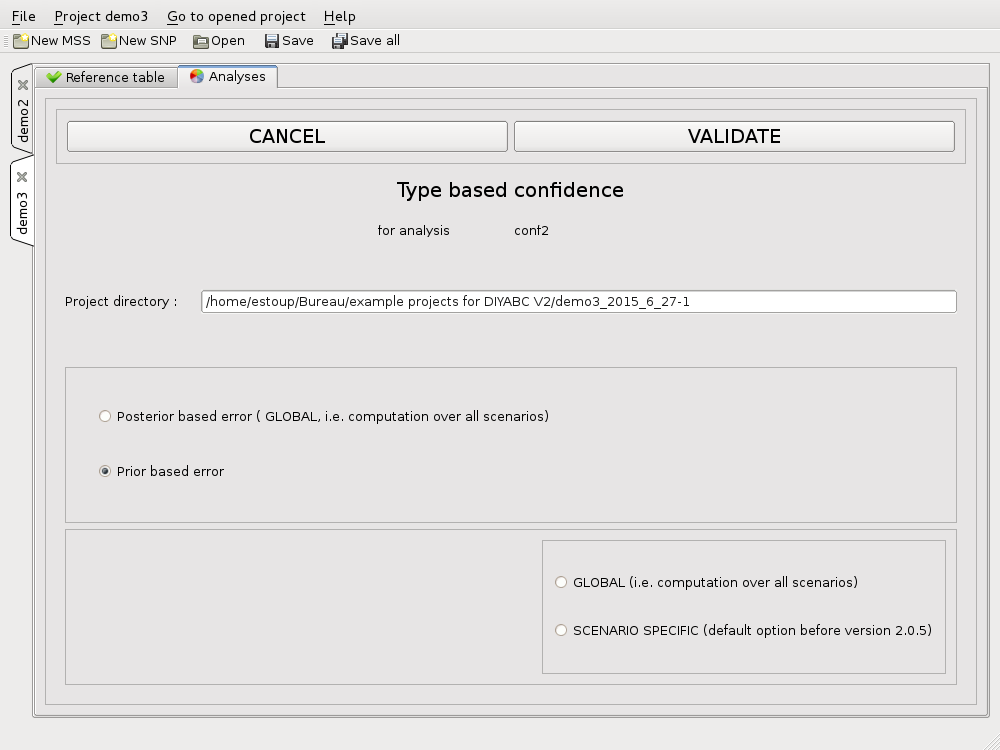 File Project demo3 Go to opened project Help
New MSS New SNP Open Save Save all
Reference table Analyses
demo2
demo3
CANCEL VALIDATE
Type based confidence
for analysis conf2
Project directory : /home/estoup/Bureau/example projects for DIYABC V2/demo3_2015_6_27-1
Posterior based error ( GLOBAL, i.e. computation over all scenarios)
Prior based error
GLOBAL (i.e. computation over all scenarios)
SCENARIO SPECIFIC (default option before version 2.0.5)